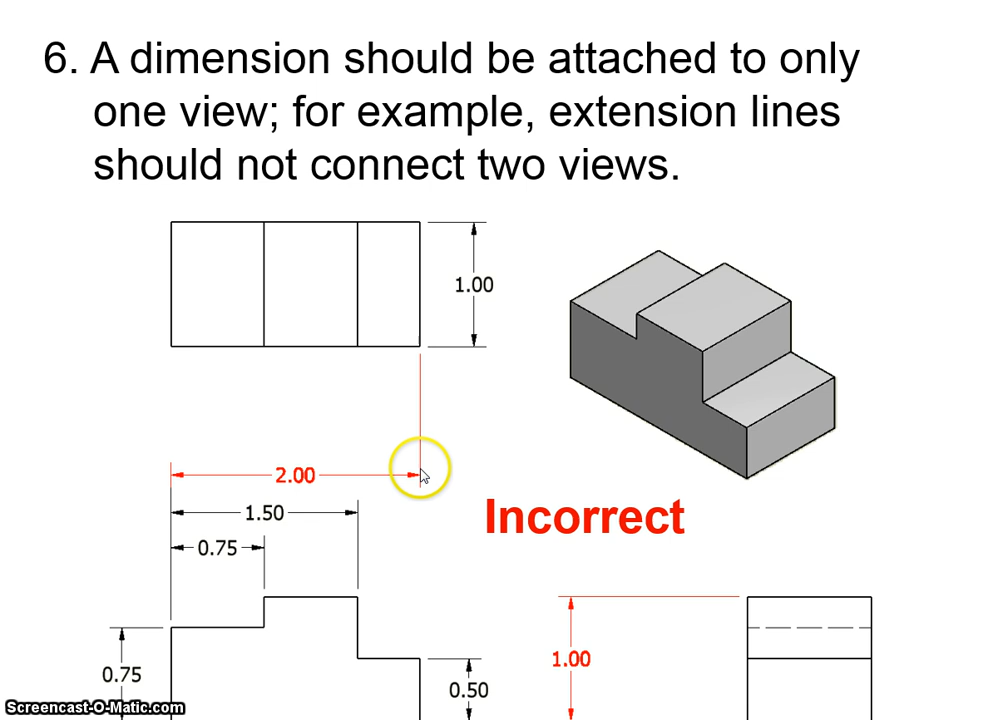 6. A dimension should be attached to only
one view; for example, extension lines
should not connect two views.
1.00
2.00
1.50
Incorrect
0.75
1.00
0.75
0.50
Screencast-O-Matic.com